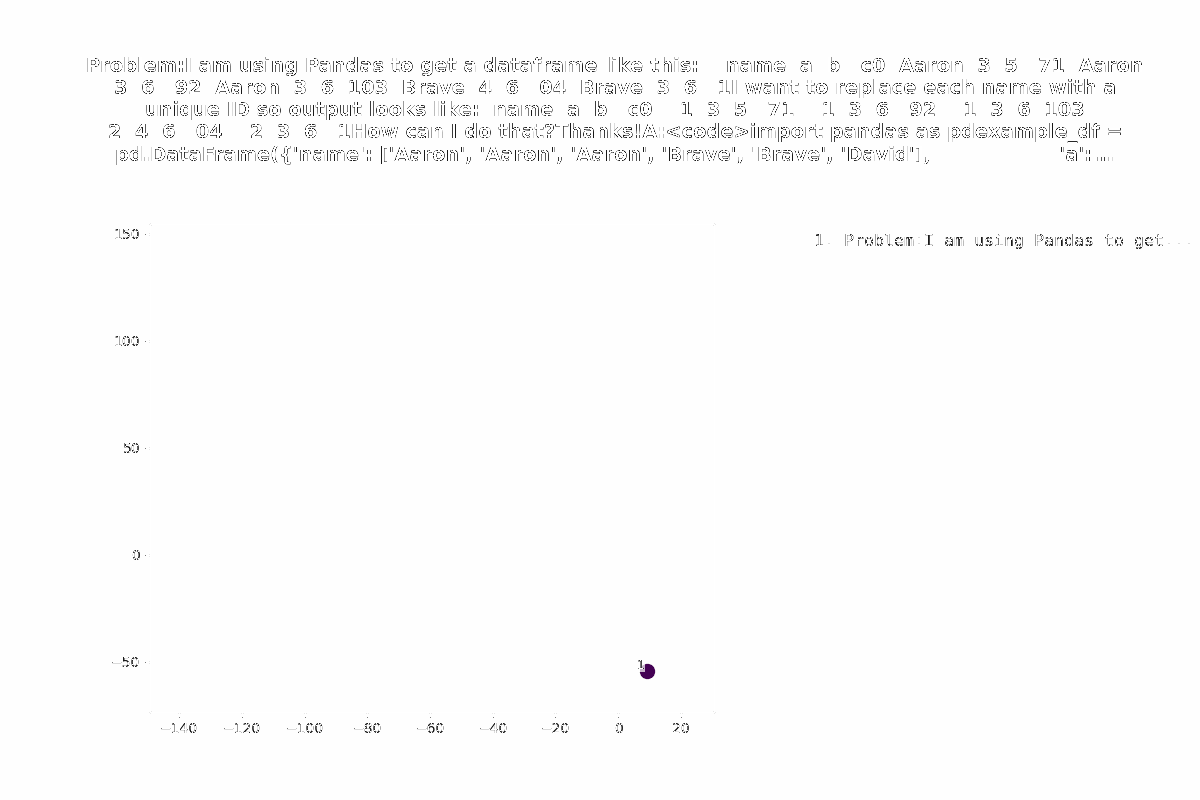 Problem:I am using Pandas to get a dataframe like this:    name  a  b   c0  Aaron  3  5   71  Aaron
3  6   92  Aaron  3  6  103  Brave  4  6   04  Brave  3  6   1I want to replace each name with a
unique ID so output looks like:  name  a  b   c0    1  3  5   71    1  3  6  92    1  3  6  103
2  4  6   04    2  3  6   1How can I do that?Thanks!A:<code>import pandas as pdexample_df =
pd.DataFrame({'name': ['Aaron', 'Aaron', 'Aaron', 'Brave', 'Brave', 'David'],                    'a':...
1. Problem:I am using Pandas to get...
150
100
50
0
−50
1
−140 −120 −100 −80 −60 −40 −20 0 20